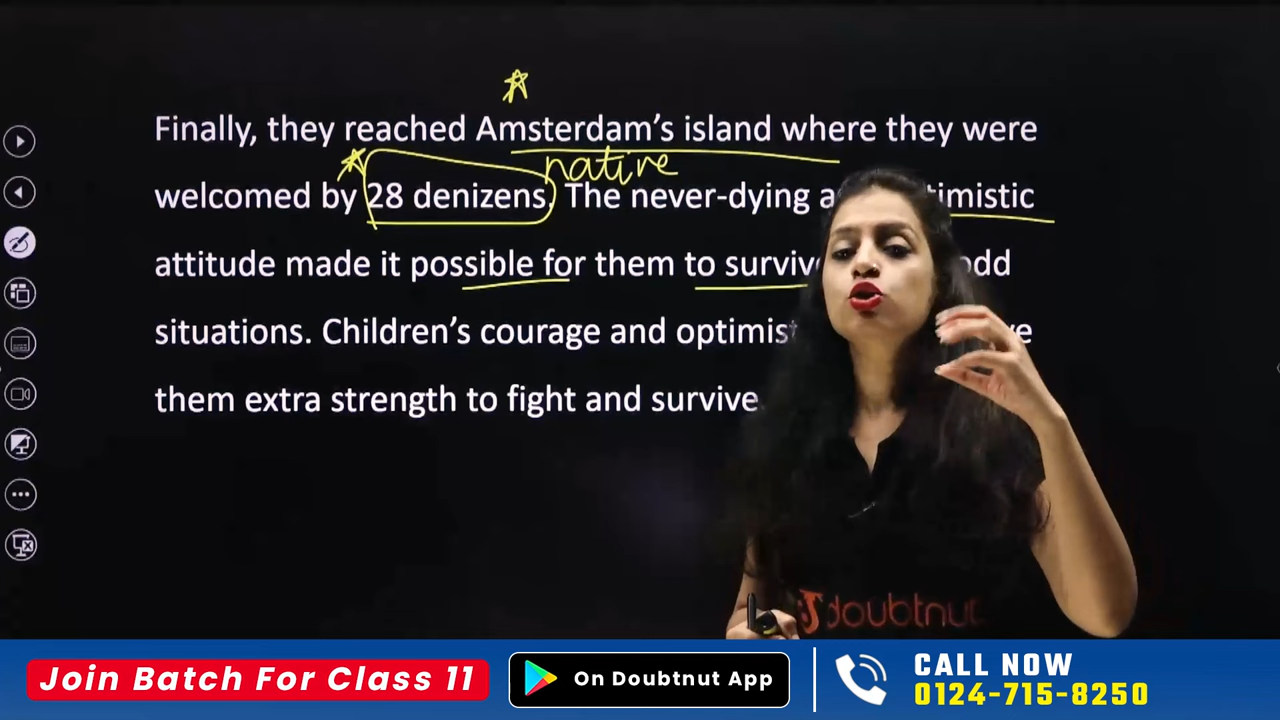 Finally, they reached Amsterdam's island where they were
native
welcomed by 28 denizens. The never-dying
attitude made it possible for them to survive odd
situations. Children's courage and
them extra strength to fight and survive.
doubtnut
Join Batch For Class 11
On Doubtnut App
CALL NOW
0124-715-8250